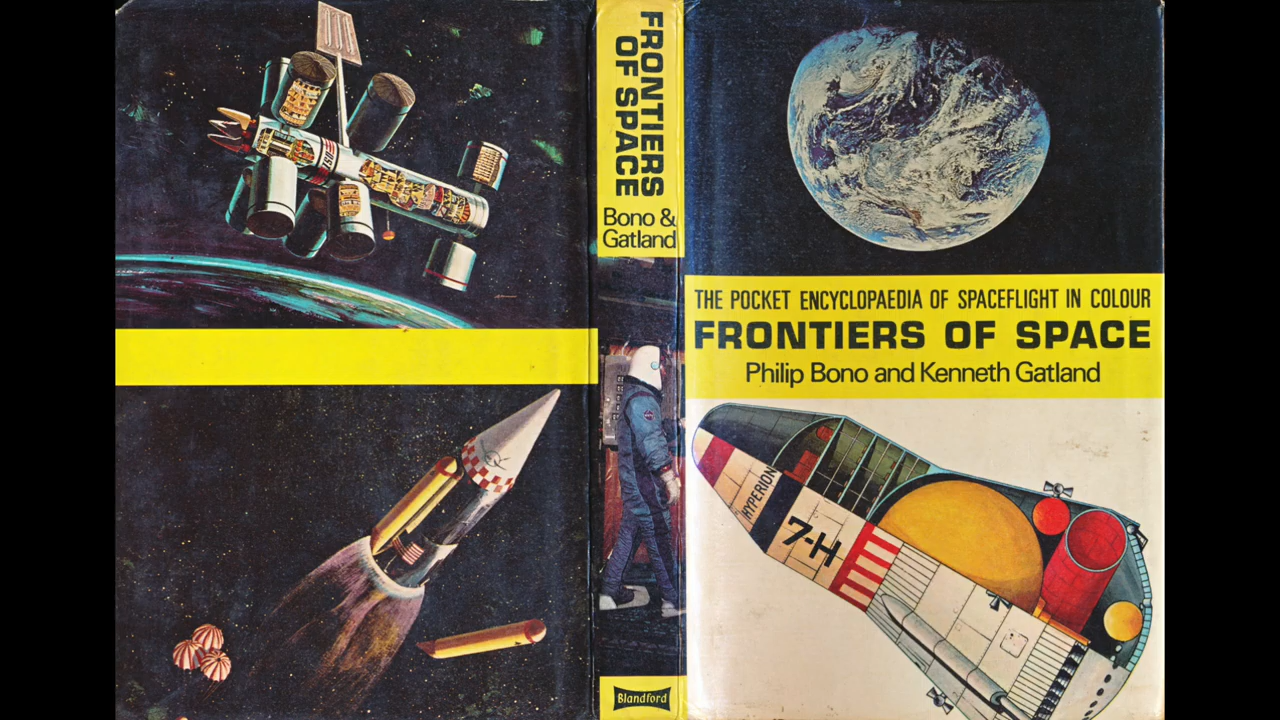 FRONTIERS
OF SPACE
Bono &
Gatland
Blandford
THE POCKET ENCYCLOPAEDIA OF SPACEFLIGHT IN COLOUR
FRONTIERS OF SPACE
Philip Bono and Kenneth Gatland
HYPERION
7-H